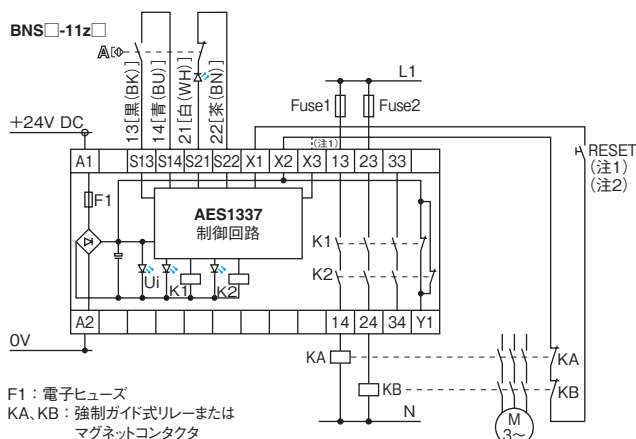 BNS□-11z□
A
13[黒(BK)]
14[青(BU)]
21[白(WH)]
22[茶(BN)]
L1
Fuse1
Fuse2
+24V DC
(注1)
RESET
(注1)
(注2)
A1
S13
S14
S21
S22
X1
X2
X3
13
23
33
F1
AES1337
制御回路
K1
K2
Ui
K1
K2
A2
14
24
34
Y1
0V
KA
KA
KB
KB
N
M
3～
F1：電子ヒューズ
KA、KB：強制ガイド式リレーまたは
マグネットコンタクタ